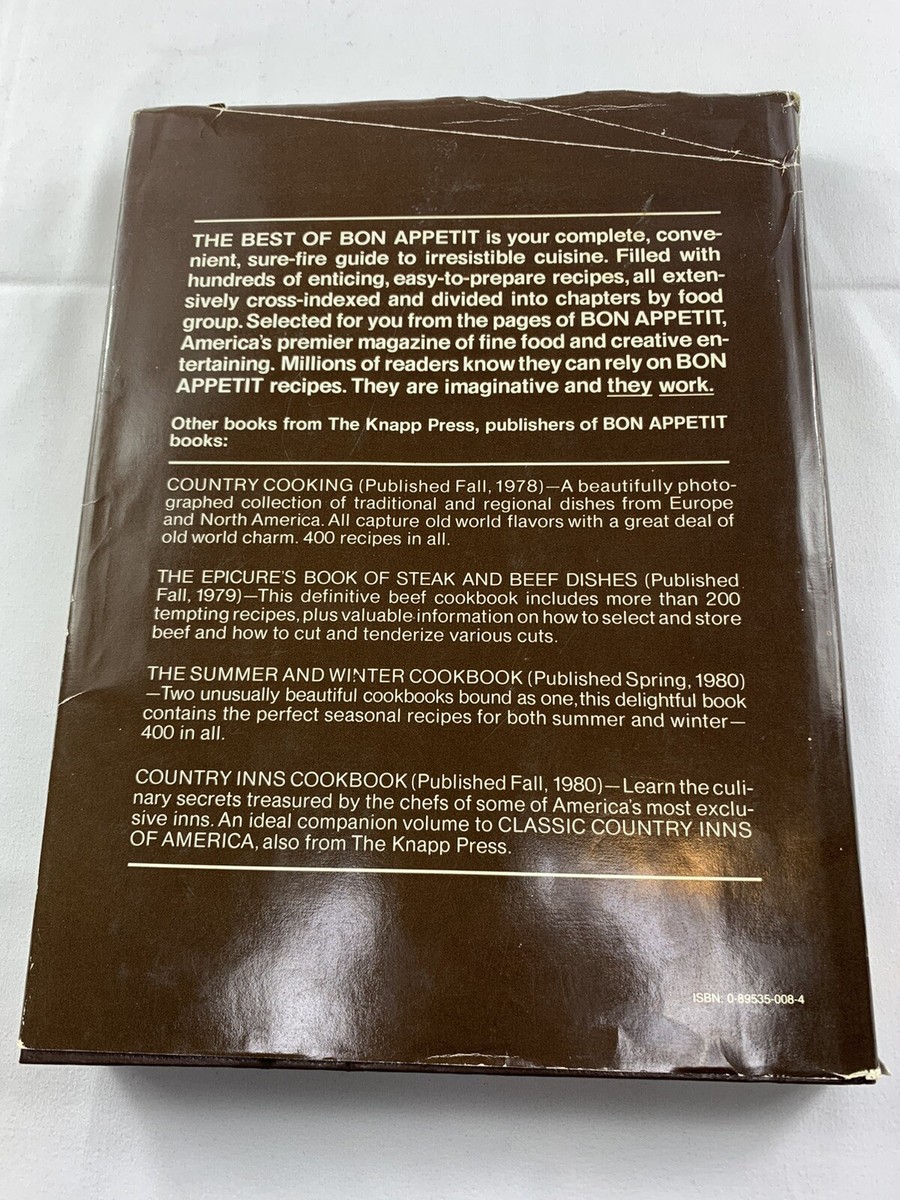 THE BEST OF BON APPETIT is your complete, conve-
nient, sure-fire guide to irresistible cuisine. Filled with
hundreds of enticing, easy-to-prepare recipes, all exten-
sively cross-indexed and divided into chapters by food
group. Selected for you from the pages of BON APPETIT,
America's premier magazine of fine food and creative en-
tertaining. Millions of readers know they can rely on BON
APPETIT recipes. They are imaginative and they work.
Other books from The Knapp Press, publishers of BON APPETIT
books:
COUNTRY COOKING (Published Fall, 1978)—A beautifully photo-
graphed collection of traditional and regional dishes from Europe
and North America. All capture old world flavors with a great deal of
old world charm. 400 recipes in all.
THE EPICURE'S BOOK OF STEAK AND BEEF DISHES (Published
Fall, 1979)—This definitive beef cookbook includes more than 200
tempting recipes, plus valuable information on how to select and store
beef and how to cut and tenderize various cuts.
THE SUMMER AND WINTER COOKBOOK (Published Spring, 1980)
—Two unusually beautiful cookbooks bound as one, this delightful book
contains the perfect seasonal recipes for both summer and winter—
400 in all.
COUNTRY INNS COOKBOOK (Published Fall, 1980)—Learn the culi-
nary secrets treasured by the chefs of some of America's most exclu-
sive inns. An ideal companion volume to CLASSIC COUNTRY INNS
OF AMERICA, also from The Knapp Press.
ISBN: 0-89535-008-4